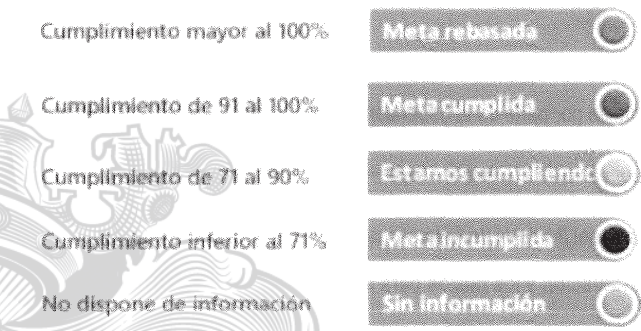 Cumplimiento mayor al 100% Meta rebasada
Cumplimiento de 91 al 100% Meta cumplida
Cumplimiento de 71 al 90% Estamos cumpliendo
Cumplimiento inferior al 71% Meta incumplida
No dispone de información Sin información